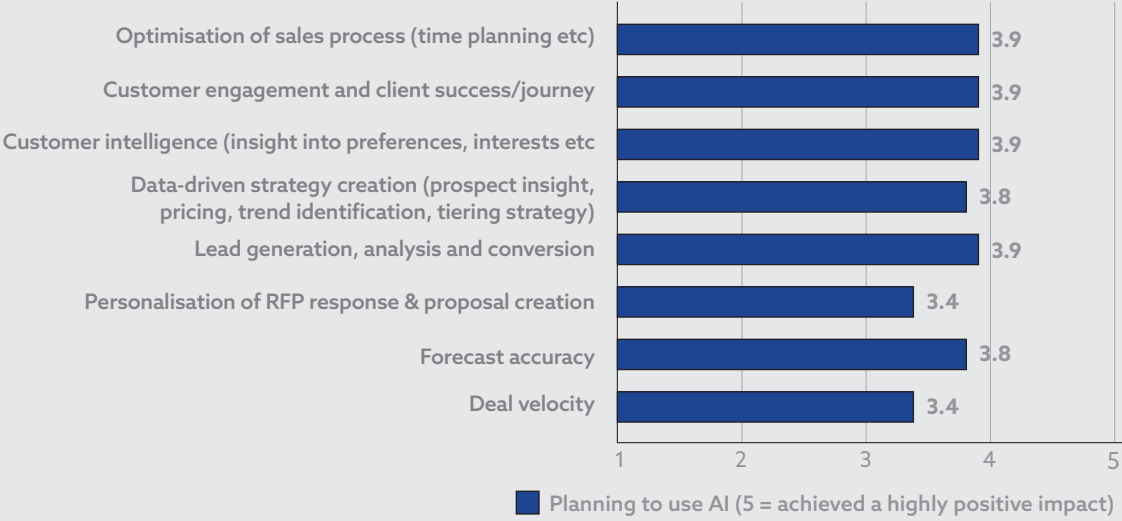 Optimisation of sales process (time planning etc)
3.9
Customer engagement and client success/journey
3.9
Customer intelligence (insight into preferences, interests etc
3.9
Data-driven strategy creation (prospect insight,
pricing, trend identification, tiering strategy)
3.8
Lead generation, analysis and conversion
3.9
Personalisation of RFP response & proposal creation
3.4
Forecast accuracy
3.8
Deal velocity
3.4
1 2 3 4 5
Planning to use AI (5 = achieved a highly positive impact)